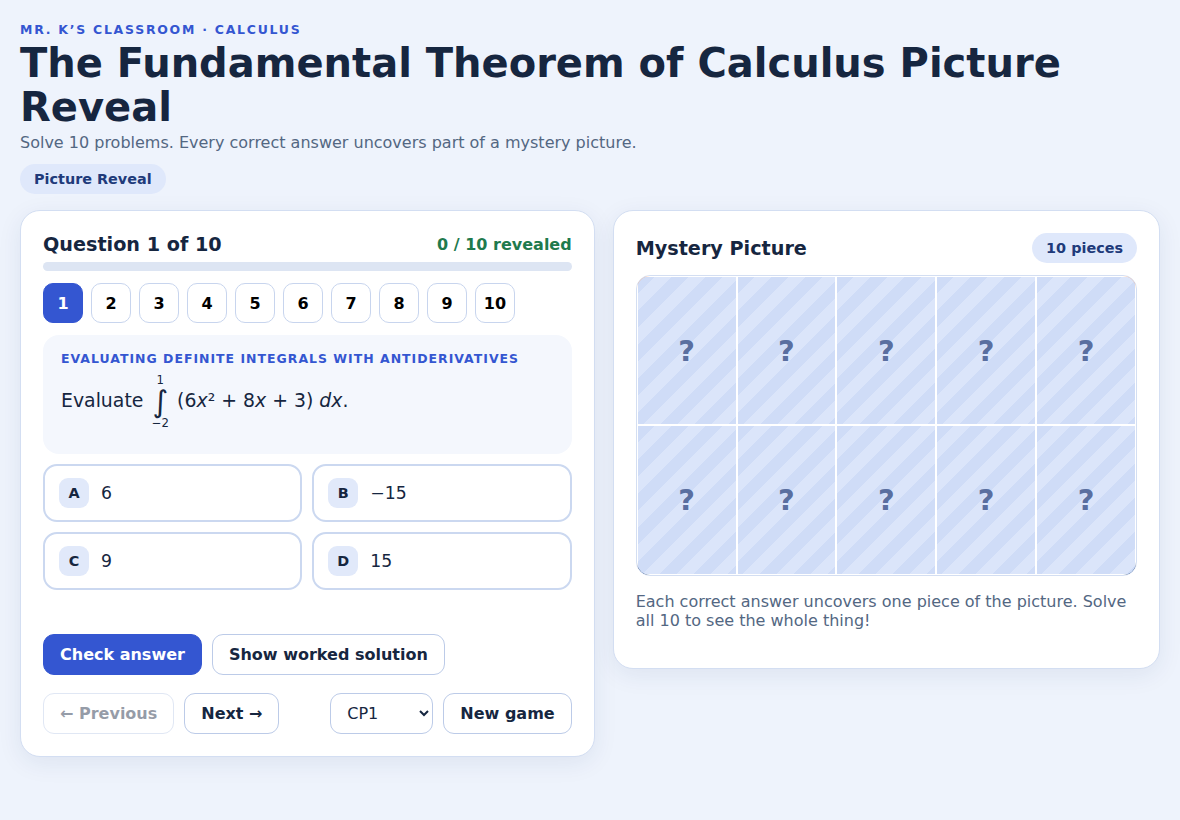 MR. K’S CLASSROOM · CALCULUS
The Fundamental Theorem of Calculus Picture
Reveal
Solve 10 problems. Every correct answer uncovers part of a mystery picture.
Picture Reveal
Question 1 of 10
0 / 10 revealed
1 2 3 4 5 6 7 8 9 10
EVALUATING DEFINITE INTEGRALS WITH ANTIDERIVATIVES
1
Evaluate ∫ (6x² + 8x + 3) dx.
−2
A 6
B −15
C 9
D 15
Check answer
Show worked solution
← Previous
Next →
CP1
New game
Mystery Picture
10 pieces
? ? ? ? ?
? ? ? ? ?
Each correct answer uncovers one piece of the picture. Solve
all 10 to see the whole thing!